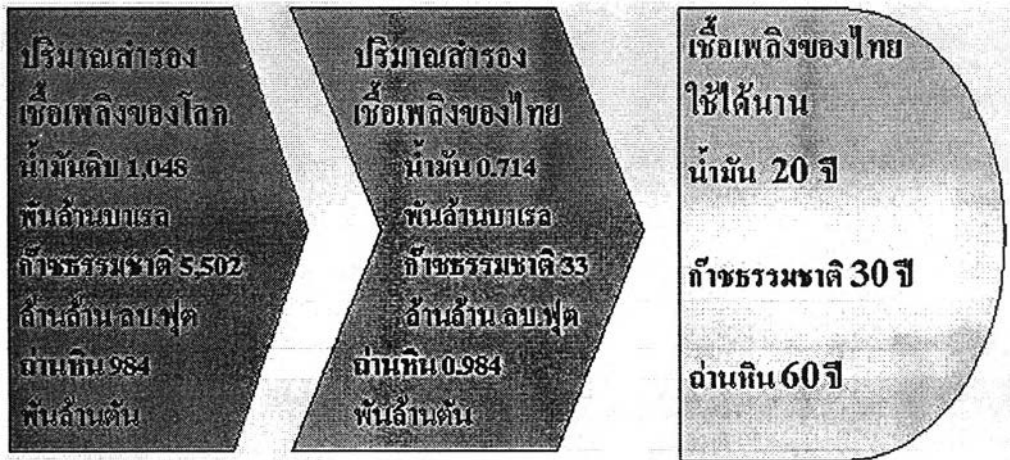 ปริมาณสำรอง
เชื้อเพลิงของโลก
น้ำมันดิบ 1,048
พันล้านบาเรล
ก๊าซธรรมชาติ 5,502
ล้านล้าน ลบ.ฟุต
ถ่านหิน 984
พันล้านตัน
ปริมาณสำรอง
เชื้อเพลิงของไทย
น้ำมัน 0.714
พันล้านบาเรล
ก๊าซธรรมชาติ 33
ล้านล้าน ลบ.ฟุต
ถ่านหิน 0.984
พันล้านตัน
เชื้อเพลิงของไทย
ใช้ได้นาน
น้ำมัน 20 ปี
ก๊าซธรรมชาติ 30 ปี
ถ่านหิน 60 ปี